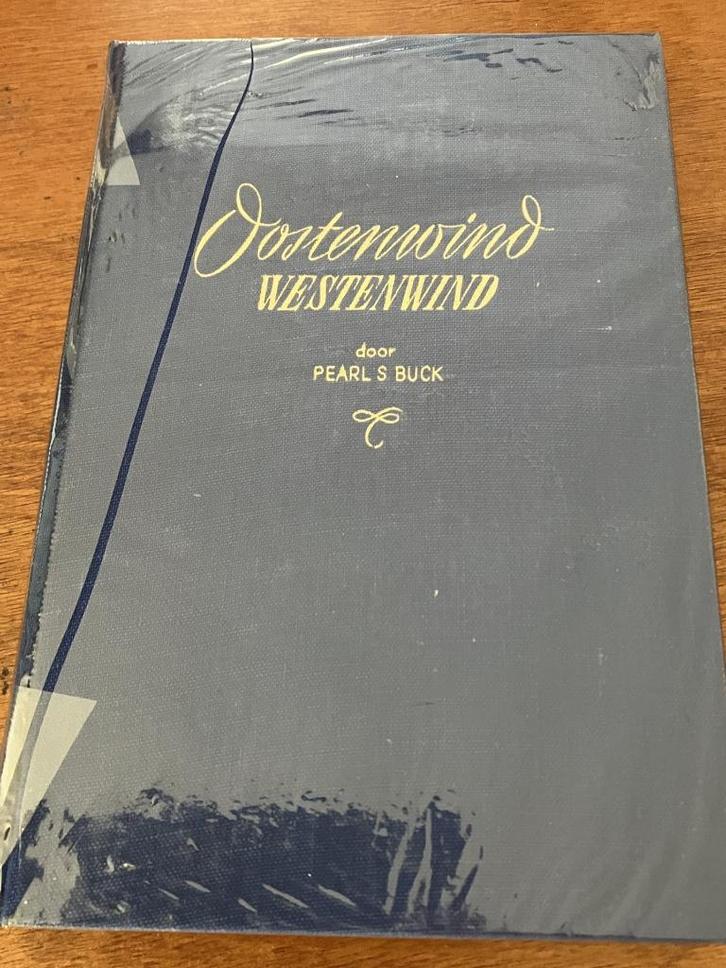 Oostenwind
WESTENWIND
door
PEARL S BUCK